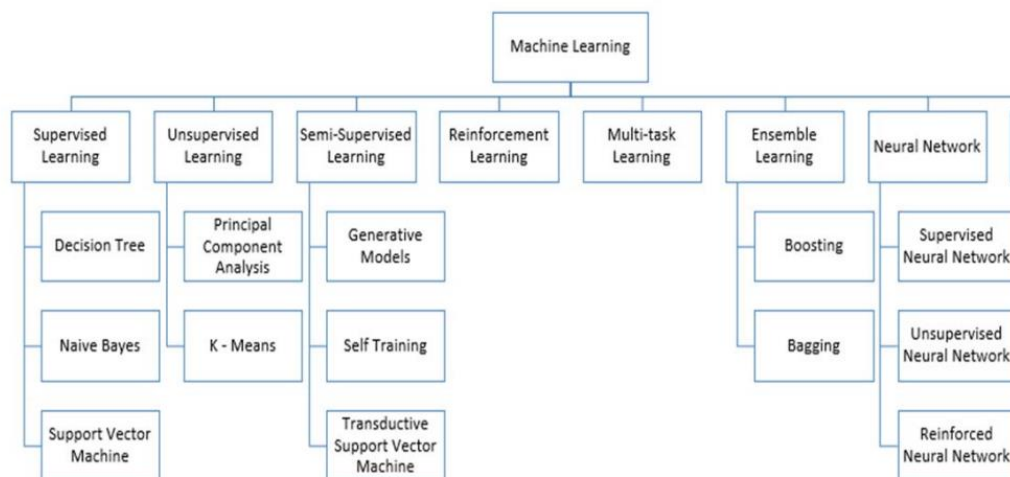 Machine Learning
Supervised
Learning
Unsupervised
Learning
Semi-Supervised
Learning
Reinforcement
Learning
Multi-task
Learning
Ensemble
Learning
Neural Network
Decision Tree
Principal
Component
Analysis
Generative
Models
Boosting
Supervised
Neural Network
Naive Bayes
K - Means
Self Training
Bagging
Unsupervised
Neural Network
Support Vector
Machine
Transductive
Support Vector
Machine
Reinforced
Neural Network